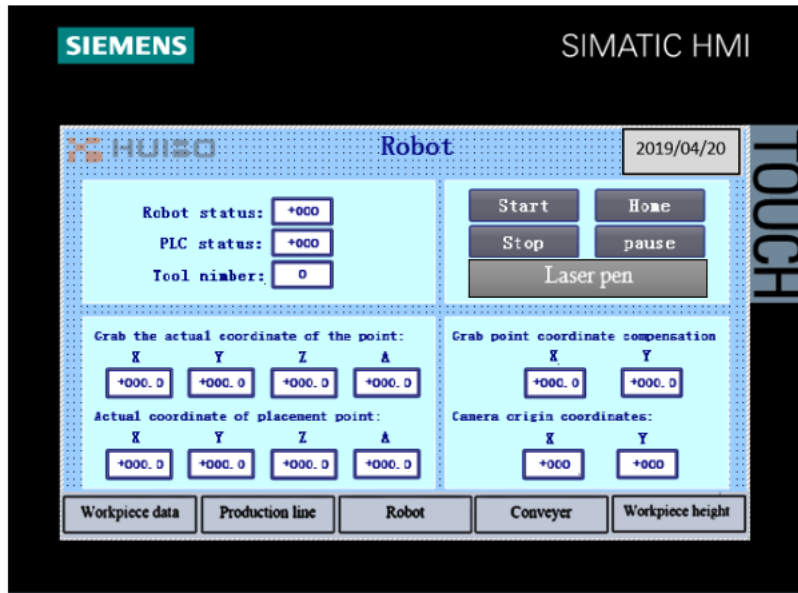 SIEMENS
SIMATIC HMI
TOUCH
HUISO
Robot
2019/04/20
Robot status: +000
PLC status: +000
Tool nimber: 0
Start Home
Stop pause
Laser pen
Grab the actual coordinate of the point:
X Y Z A
+000.0 +000.0 +000.0 +000.0
Actual coordinate of placement point:
X Y Z A
+000.0 +000.0 +000.0 +000.0
Grab point coordinate compensation
X Y
+000.0 +000.0
Camera origin coordinates:
X Y
+000 +000
Workpiece data Production line Robot Conveyer Workpiece height